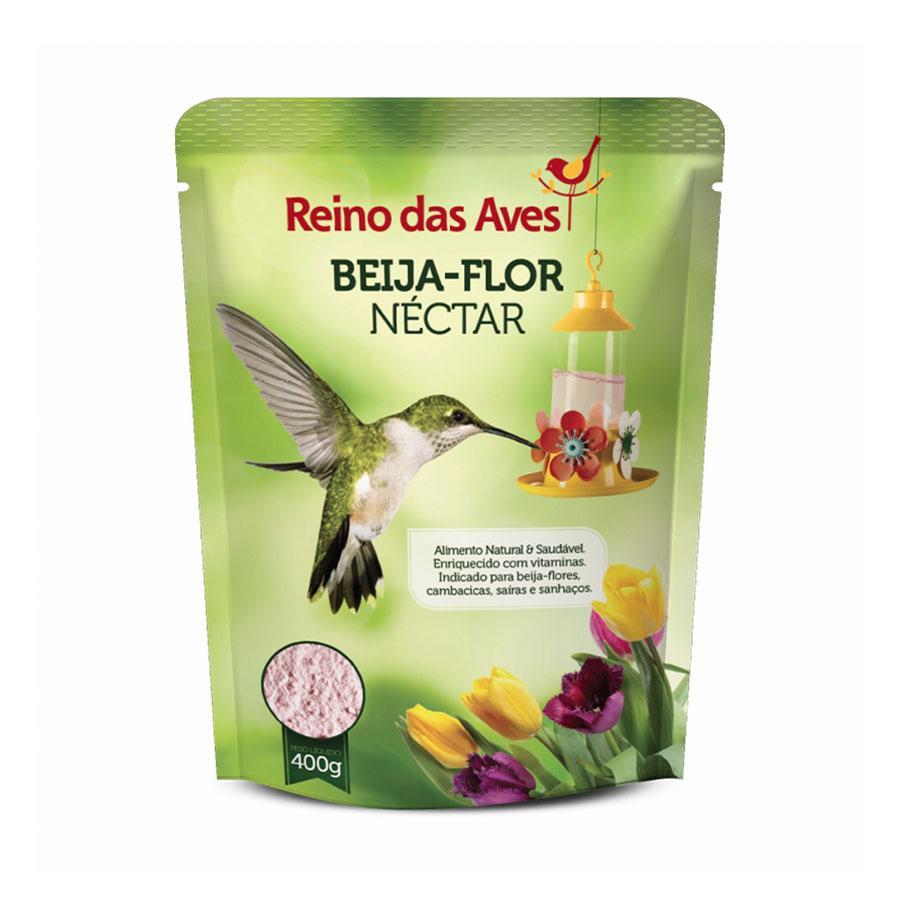 Reino das Aves
BEIJA-FLOR
NÉCTAR
Alimento Natural & Saudável.
Enriquecido com vitaminas.
Indicado para beija-flores,
cambacicas, saíras e sanhaços.
PESO LÍQUIDO
400g